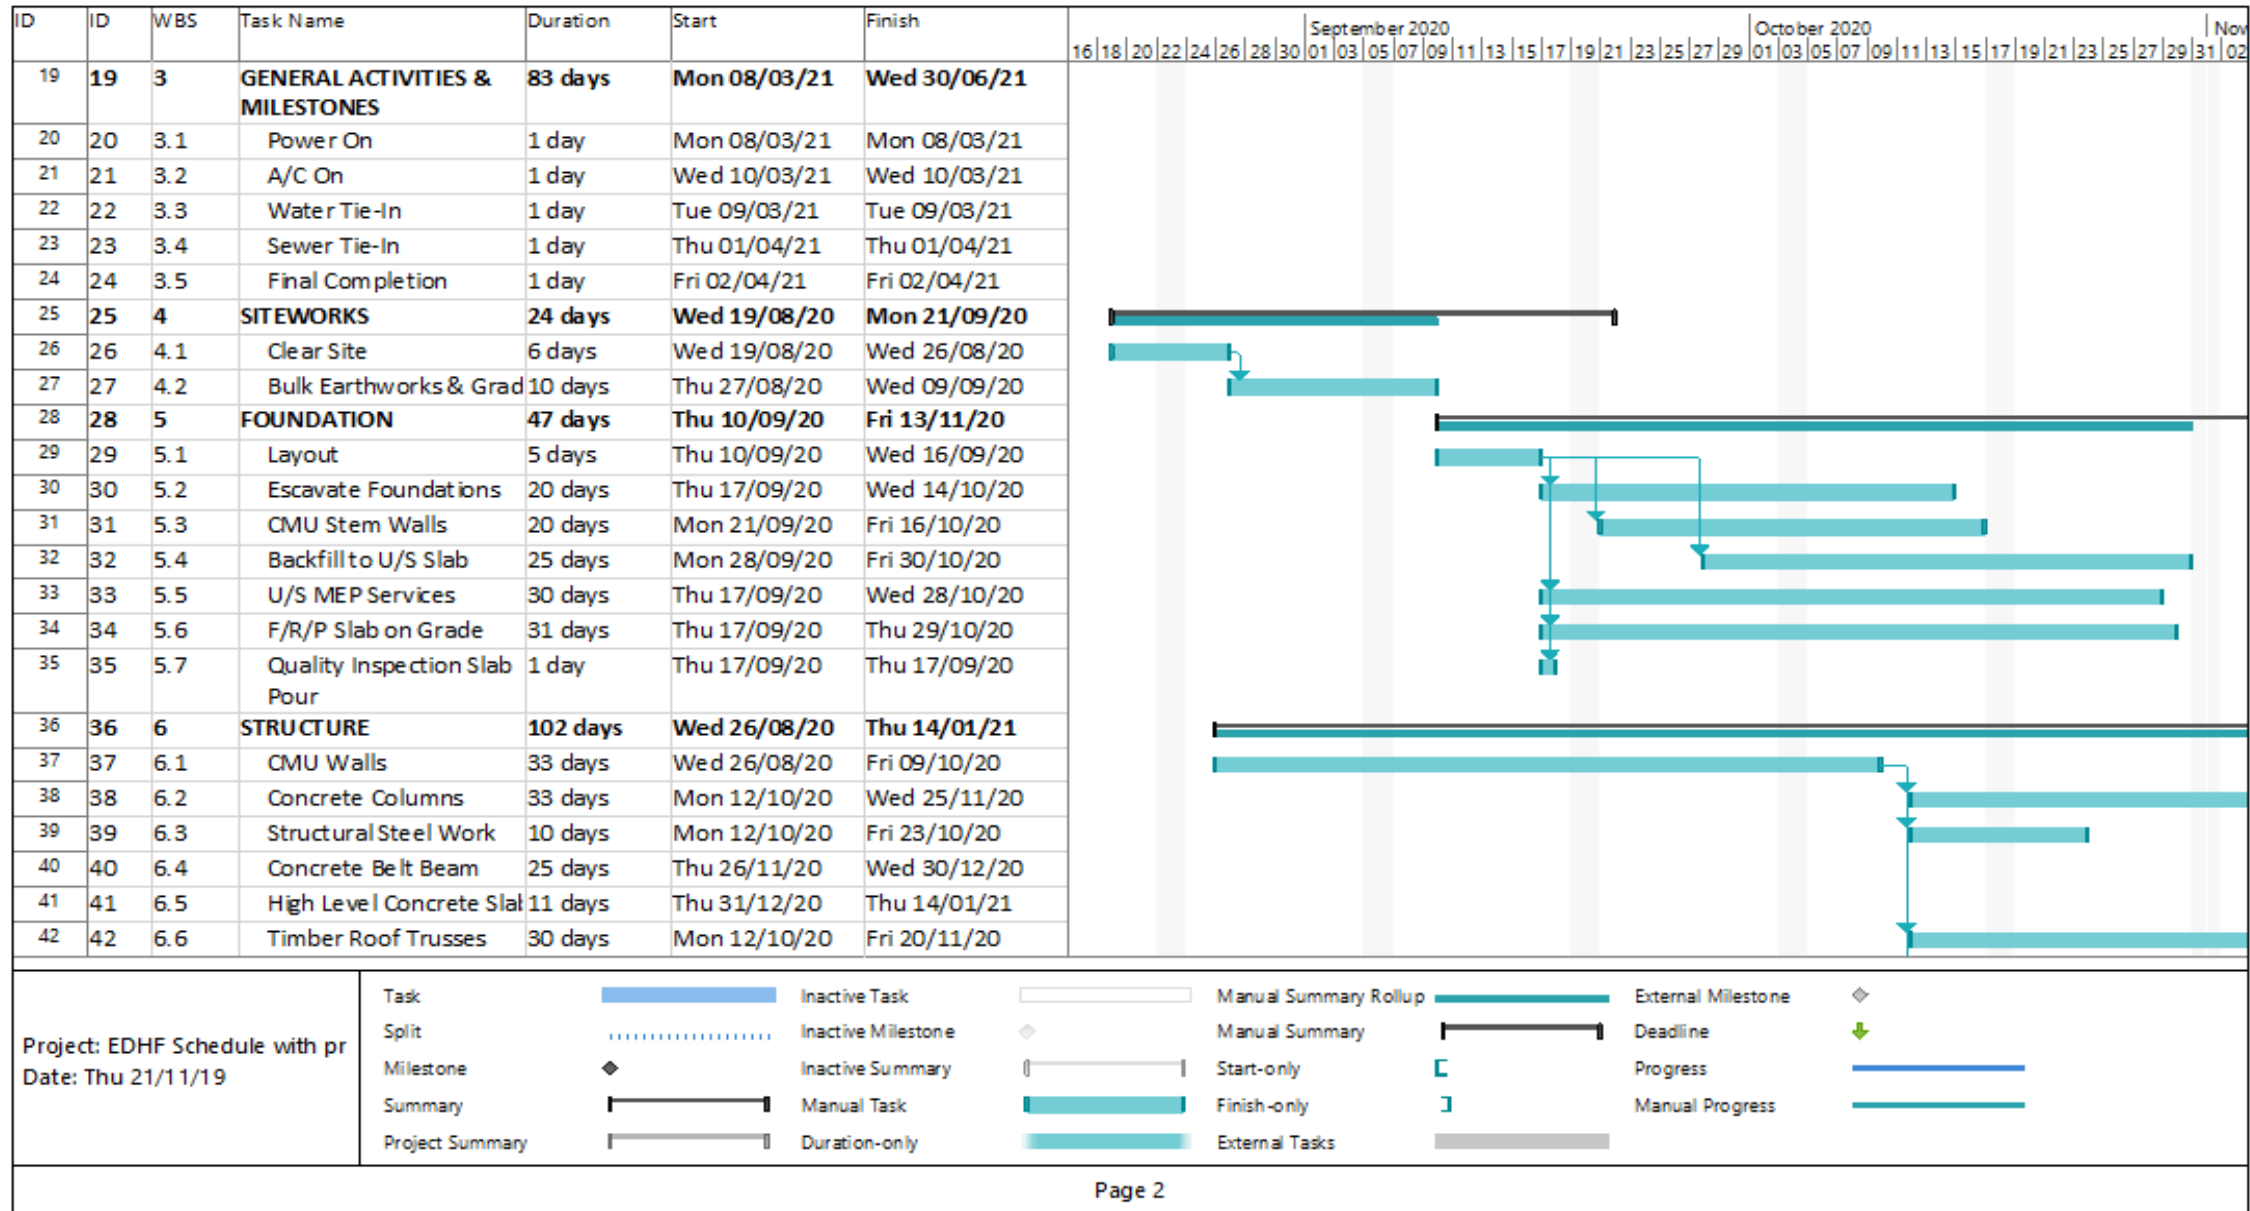 ID ID WBS Task Name Duration Start Finish
September 2020 October 2020 Nov
16 18 20 22 24 26 28 30 01 03 05 07 09 11 13 15 17 19 21 23 25 27 29 01 03 05 07 09 11 13 15 17 19 21 23 25 27 29 31 02
19 19 3 GENERAL ACTIVITIES & 83 days Mon 08/03/21 Wed 30/06/21
MILESTONES
20 20 3.1 Power On 1 day Mon 08/03/21 Mon 08/03/21
21 21 3.2 A/C On 1 day Wed 10/03/21 Wed 10/03/21
22 22 3.3 Water Tie-In 1 day Tue 09/03/21 Tue 09/03/21
23 23 3.4 Sewer Tie-In 1 day Thu 01/04/21 Thu 01/04/21
24 24 3.5 Final Completion 1 day Fri 02/04/21 Fri 02/04/21
25 25 4 SITEWORKS 24 days Wed 19/08/20 Mon 21/09/20
26 26 4.1 Clear Site 6 days Wed 19/08/20 Wed 26/08/20
27 27 4.2 Bulk Earthworks & Grad 10 days Thu 27/08/20 Wed 09/09/20
28 28 5 FOUNDATION 47 days Thu 10/09/20 Fri 13/11/20
29 29 5.1 Layout 5 days Thu 10/09/20 Wed 16/09/20
30 30 5.2 Escavate Foundations 20 days Thu 17/09/20 Wed 14/10/20
31 31 5.3 CMU Stem Walls 20 days Mon 21/09/20 Fri 16/10/20
32 32 5.4 Backfill to U/S Slab 25 days Mon 28/09/20 Fri 30/10/20
33 33 5.5 U/S MEP Services 30 days Thu 17/09/20 Wed 28/10/20
34 34 5.6 F/R/P Slab on Grade 31 days Thu 17/09/20 Thu 29/10/20
35 35 5.7 Quality Inspection Slab 1 day Thu 17/09/20 Thu 17/09/20
Pour
36 36 6 STRUCTURE 102 days Wed 26/08/20 Thu 14/01/21
37 37 6.1 CMU Walls 33 days Wed 26/08/20 Fri 09/10/20
38 38 6.2 Concrete Columns 33 days Mon 12/10/20 Wed 25/11/20
39 39 6.3 Structural Steel Work 10 days Mon 12/10/20 Fri 23/10/20
40 40 6.4 Concrete Belt Beam 25 days Thu 26/11/20 Wed 30/12/20
41 41 6.5 High Level Concrete Slab 11 days Thu 31/12/20 Thu 14/01/21
42 42 6.6 Timber Roof Trusses 30 days Mon 12/10/20 Fri 20/11/20
Project: EDHF Schedule with pr
Date: Thu 21/11/19
Task Inactive Task Manual Summary Rollup External Milestone
Split Inactive Milestone Manual Summary Deadline
Milestone Inactive Summary Start-only Progress
Summary Manual Task Finish-only Manual Progress
Project Summary Duration-only External Tasks
Page 2